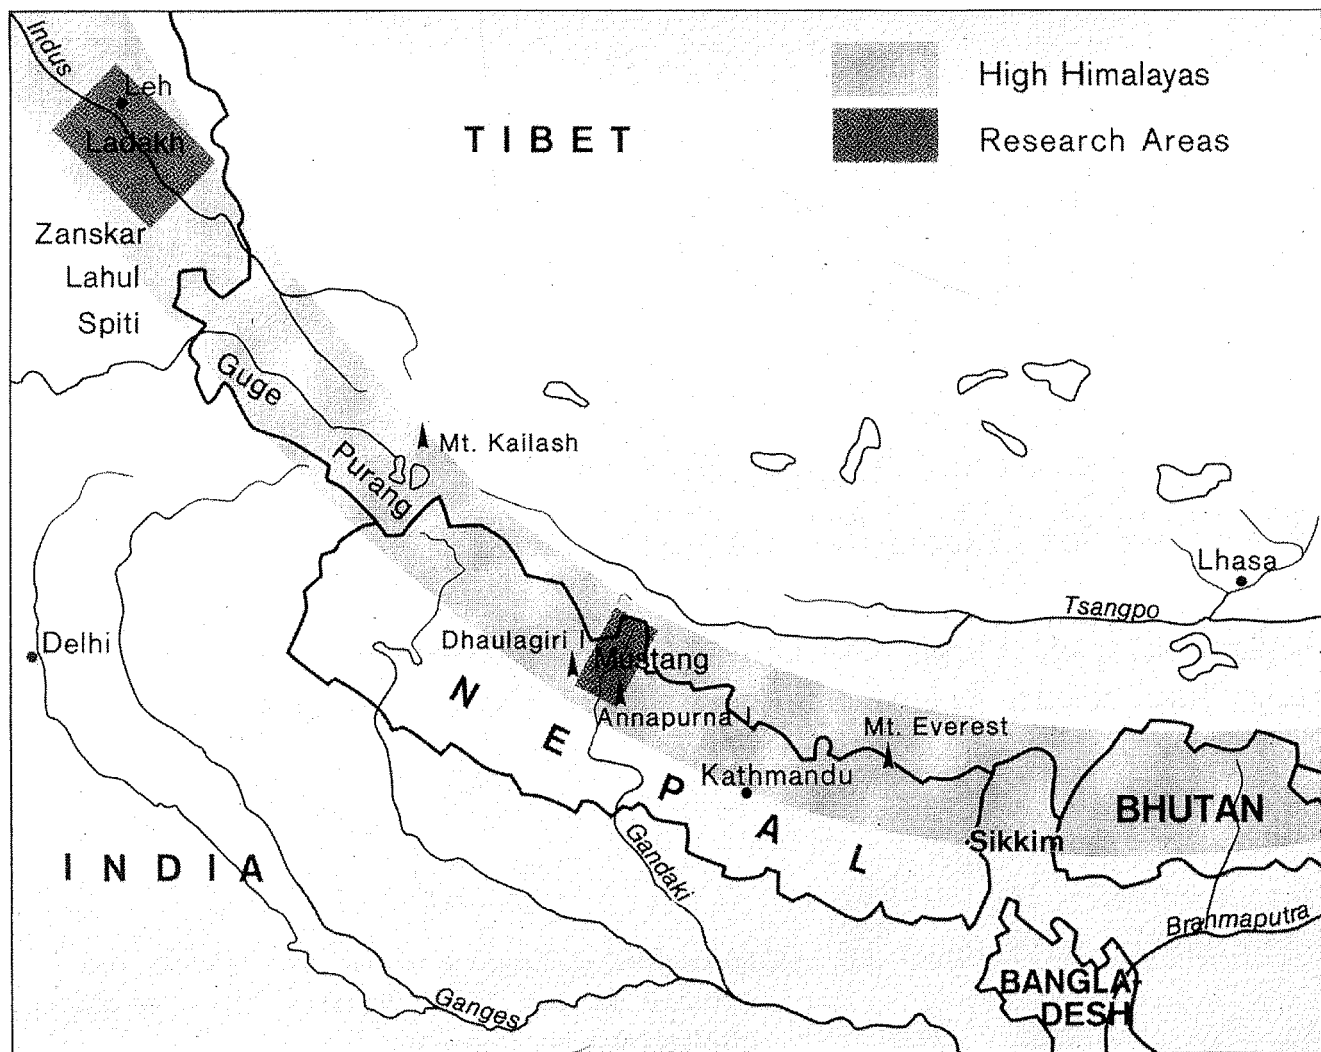 Indus
Leh
High Himalayas
Ladakh
TIBET
Research Areas
Zanskar
Lahul
Spiti
Guge
Mt. Kailash
Purang
Lhasa
Tsangpo
Delhi
Dhaulagiri I
Mustang
Annapurna I
Mt. Everest
NEPAL
Kathmandu
BHUTAN
Sikkim
INDIA
Gandaki
Brahmaputra
BANGLA-
DESH
Ganges